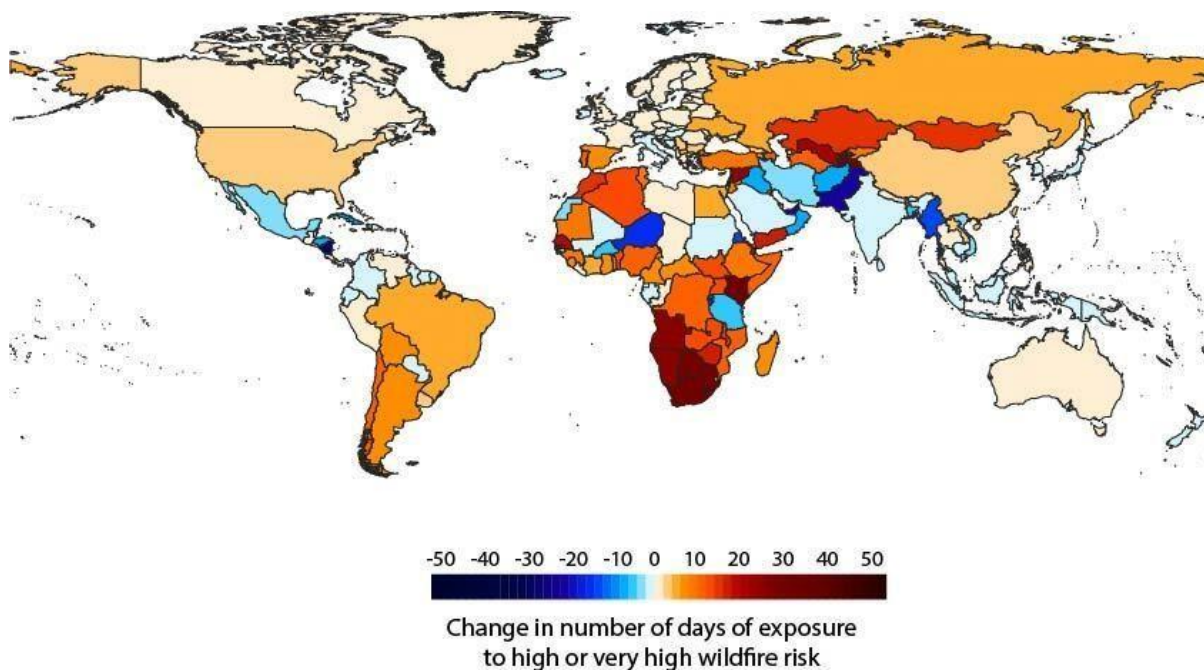 -50 -40 -30 -20 -10 0 10 20 30 40 50
Change in number of days of exposure
to high or very high wildfire risk